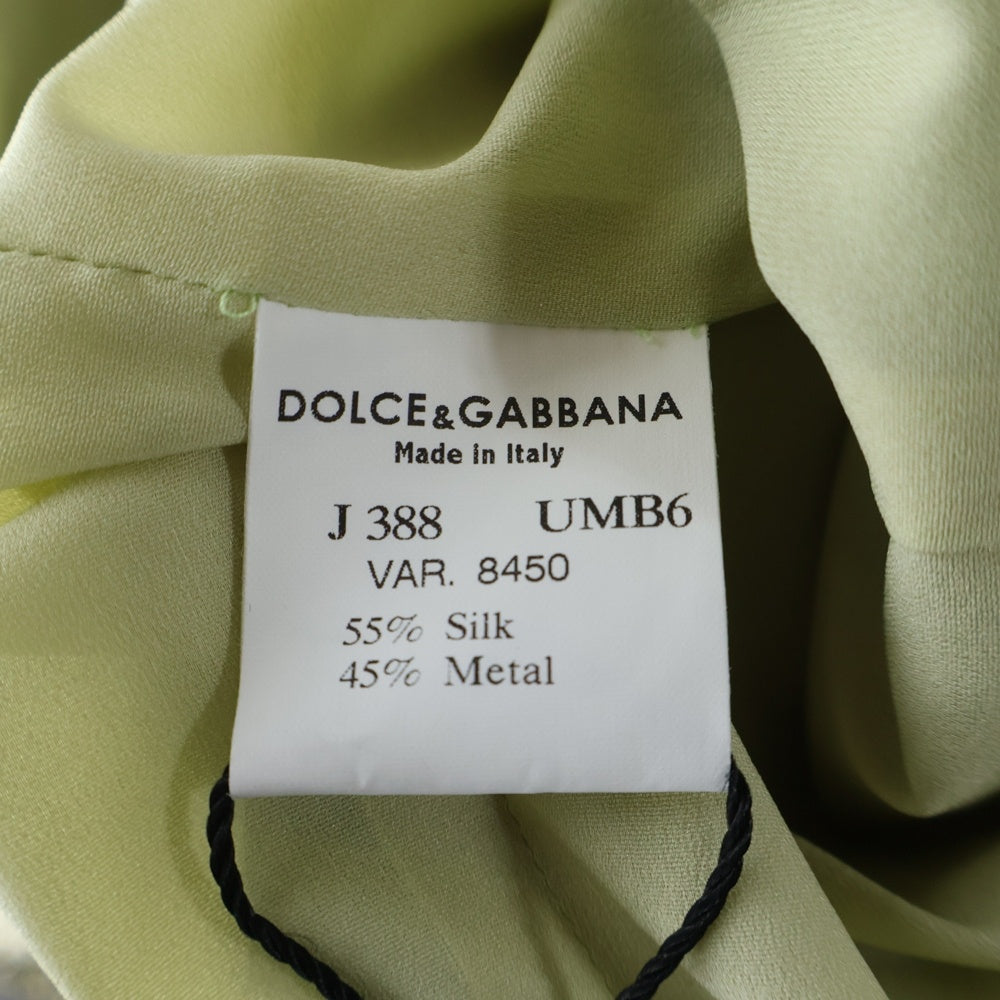 DOLCE&GABBANA
Made in Italy
J 388 UMB6
VAR. 8450
55% Silk
45% Metal